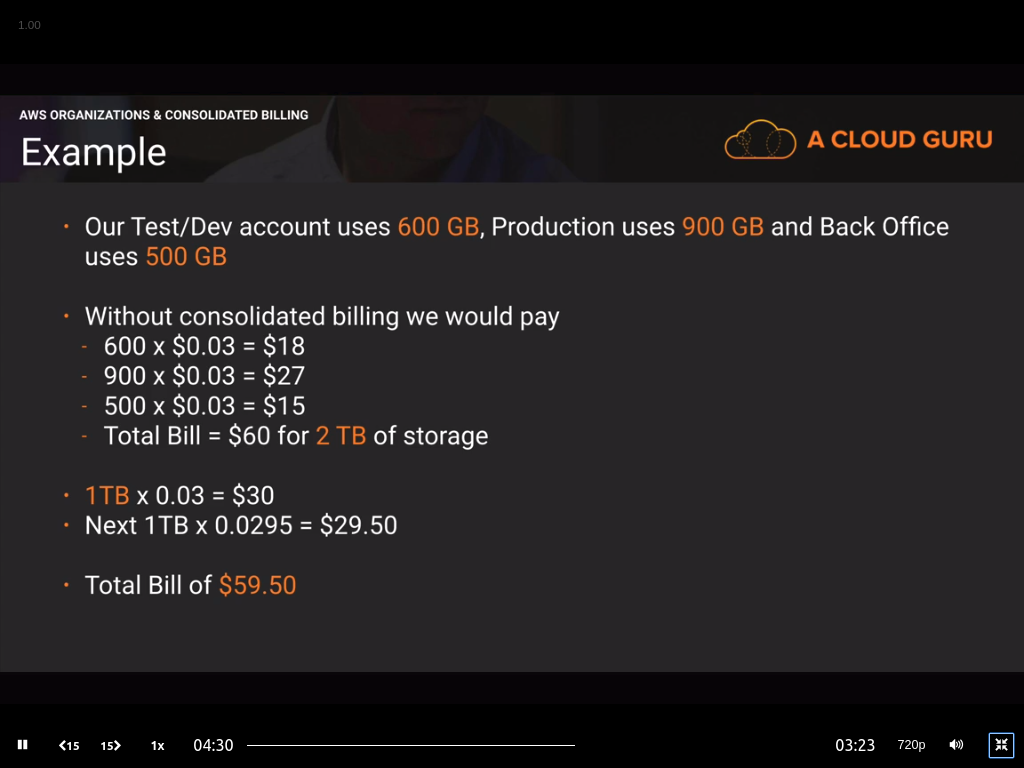 1.00
AWS ORGANIZATIONS & CONSOLIDATED BILLING
Example
A CLOUD GURU
• Our Test/Dev account uses 600 GB, Production uses 900 GB and Back Office
uses 500 GB
• Without consolidated billing we would pay
- 600 x $0.03 = $18
- 900 x $0.03 = $27
- 500 x $0.03 = $15
- Total Bill = $60 for 2 TB of storage
• 1TB x 0.03 = $30
• Next 1TB x 0.0295 = $29.50
• Total Bill of $59.50
15 15 1x 04:30 03:23 720p